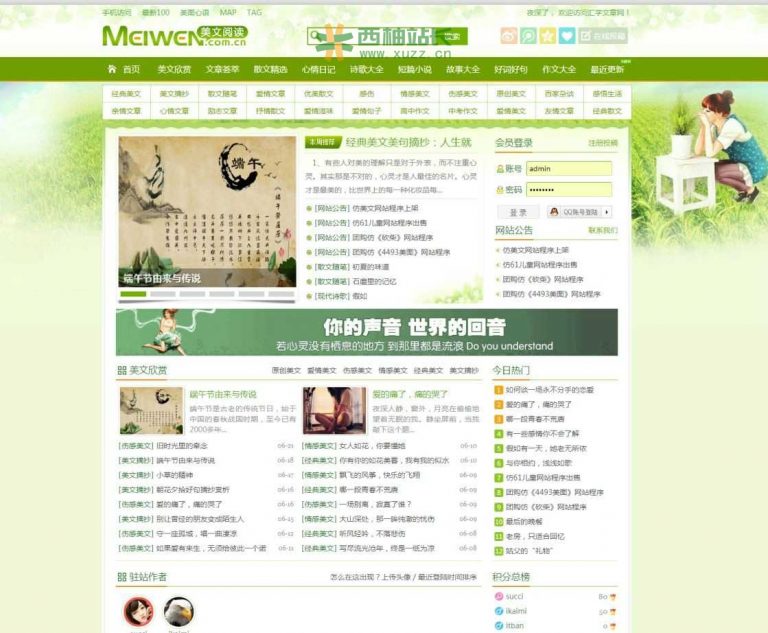 手机访问 最新100 美图心语 MAP TAG
夜深了，欢迎访问汇学文章网！
MEIWEN 美文阅读
.com.cn
西柚站
www.xuzz.cn
搜索
在线投稿
首页 美文欣赏 文章荟萃 散文精选 心情日记 诗歌大全 短篇小说 故事大全 好词好句 作文大全 最近更新
经典美文 美文摘抄 散文随笔 爱情文章 优美散文 感伤 情感美文 伤感美文 原创美文 百家杂谈 感悟生活
亲情文章 心情文章 励志文章 抒情散文 爱情滋味 爱情句子 高中作文 中考作文 爱情美文 友情文章 经典散文
端午
端午节由来与传说
本周推荐 经典美文美句摘抄：人生就
1、有些人对美的理解只是对于外表，而不注重心
灵。其实那是不对的，心灵才是人最佳的名片。心灵
才是最美的，比世界上的每一种化妆品每...
[网站公告] 仿美文网站程序上架
[网站公告] 仿61儿童网站程序出售
[网站公告] 团购仿《软柴》网站程序
[网站公告] 团购仿《4493美图》网站程序
[散文随笔] 初夏的味道
[散文随笔] 石磨里的记忆
[现代诗歌] 假如
会员登录 注册投稿
账号 admin
密码 ••••••••
登 录 QQ账号登陆
网站公告 联系我们
仿美文网站程序上架
仿61儿童网站程序出售
团购仿《软柴》网站程序
团购仿《4493美图》网站程序
你的声音 世界的回音
若心灵没有栖息的地方 到那里都是流浪 Do you understand
美文欣赏 原创美文 爱情美文 伤感美文 情感美文 经典美文 美文摘抄
端午节由来与传说
端午节是古老的传统节日，始于
中国的春秋战国时期，至今已有
2000多年...
爱的痛了，痛的哭了
夜深人静，窗外，月亮在偷偷地
望着无眠的我。静坐屏前，当我
敲下这个题...
[伤感美文] 旧时光里的牵念 06-21
[美文摘抄] 端午节由来与传说 06-18
[美文摘抄] 小草的精神 06-17
[美文摘抄] 朝花夕拾好句摘抄赏析 06-16
[伤感美文] 爱的痛了，痛的哭了 06-16
[美文摘抄] 别让曾经的朋友变成陌生人 06-15
[伤感美文] 守一座孤城，唱一曲凄凉 06-12
[伤感美文] 如果爱有来生，无须给彼此一个诺 06-11
[情感美文] 女人如花，你要懂她 06-10
[经典美文] 你有你的如花美眷，我有我的似水 06-10
[情感美文] 飘飞的风筝，快乐的飞翔 06-09
[经典美文] 哪一段青春不荒唐 06-09
[情感美文] 一场别离，寂寞了谁？ 06-09
[情感美文] 大山深处，那一脉纯澈的忧伤 06-09
[经典美文] 听风轻吟，不落悲伤 06-08
[经典美文] 写尽流光沧年，终是一纸为凉 06-08
今日热门
1 如何谈一场永不分手的恋爱
2 爱的痛了，痛的哭了
3 哪一段青春不荒唐
4 有一些感情你不会了解
5 假如有一天，她老无所依
6 与你相约，浅浅如歌
7 仿61儿童网站程序出售
8 团购仿《4493美图》网站程序
9 团购仿《软柴》网站程序
10 最后的晚餐
11 老房，只适合回忆
12 姑父的“礼物”
驻站作者 怎么在这出现？上传头像 / 最近登陆时间排序
succi
ikaimi
积分总榜
succi 80
ikaimi 50
itban 0